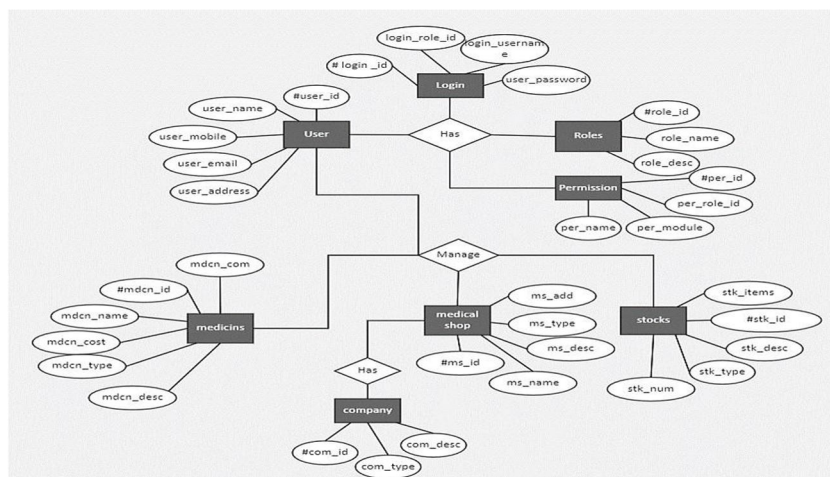 login_role_id
login_usernam
e
# login _id
user_password
Login
#user_id
user_name
user_mobile
user_email
user_address
User
Has
Roles
#role_id
role_name
role_desc
Permission
#per_id
per_role_id
per_module
per_name
Manage
mdcn_com
#mdcn_id
mdcn_name
mdcn_cost
mdcn_type
mdcn_desc
medicins
medical
shop
ms_add
ms_type
ms_desc
ms_name
#ms_id
stocks
stk_items
#stk_id
stk_desc
stk_type
stk_num
Has
company
#com_id
com_type
com_desc